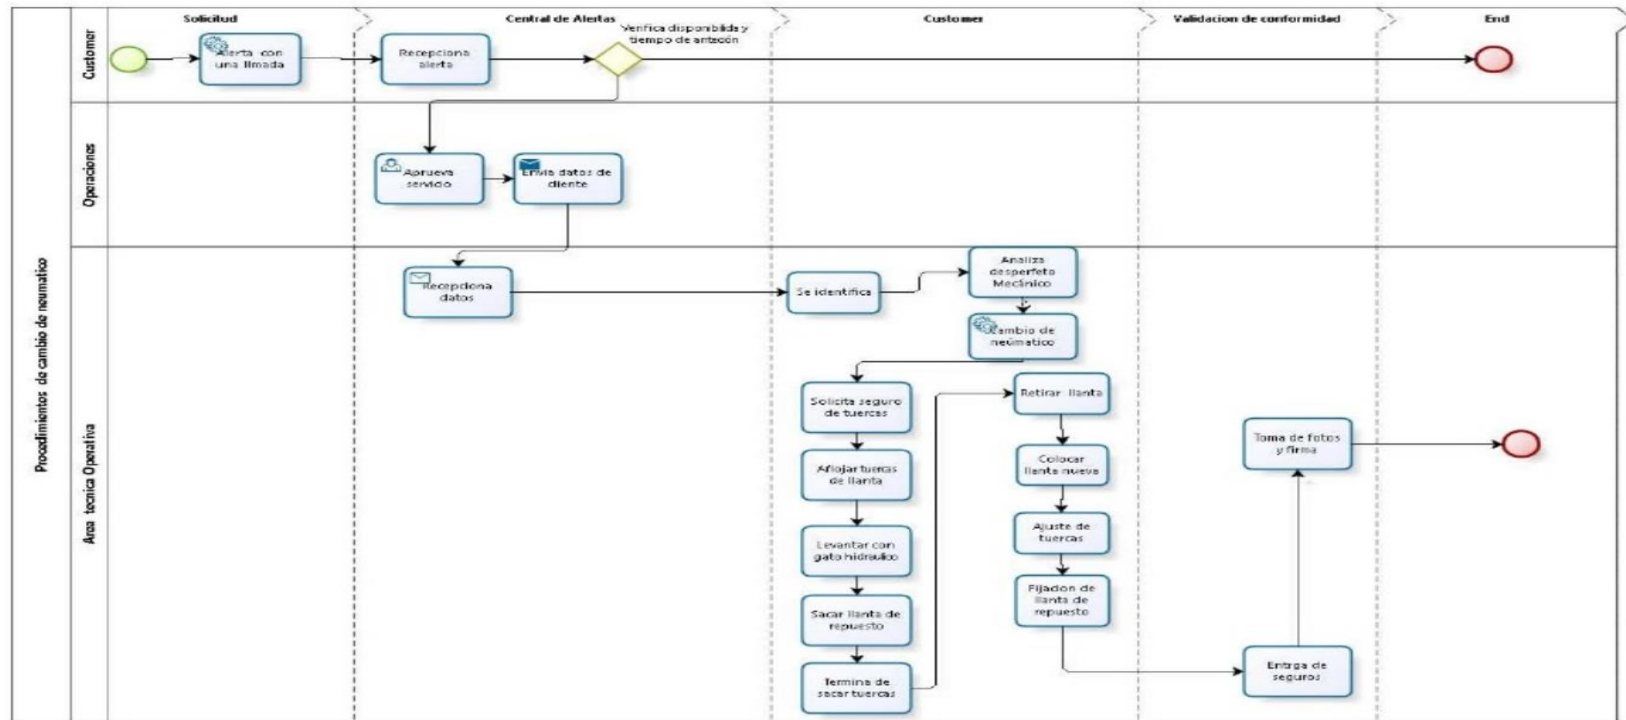 Solicitud
Central de Alertas
Customer
Validacion de conformidad
End
Procedimientos de cambio de neumatico
Customer
Alerta con
una llmada
Recepciona
alerta
Verifica disponiblida y
tiempo de antecón
Operaciones
Aprueva
servicio
Envia datos de
cliente
Area tecnica Operativa
Recepciona
datos
Se identifica
Analiza
desperfeto
Mecánico
Cambio de
neúmatico
Solicita seguro
de tuercas
Aflojar tuercas
de llanta
Levantar con
gato hidraulico
Sacar llanta de
repuesto
Termina de
sacar tuercas
Retirar llanta
Colocar
llanta nueva
Ajuste de
tuercas
Fijacion de
llanta de
repuesto
Entrga de
seguros
Toma de fotos
y firma